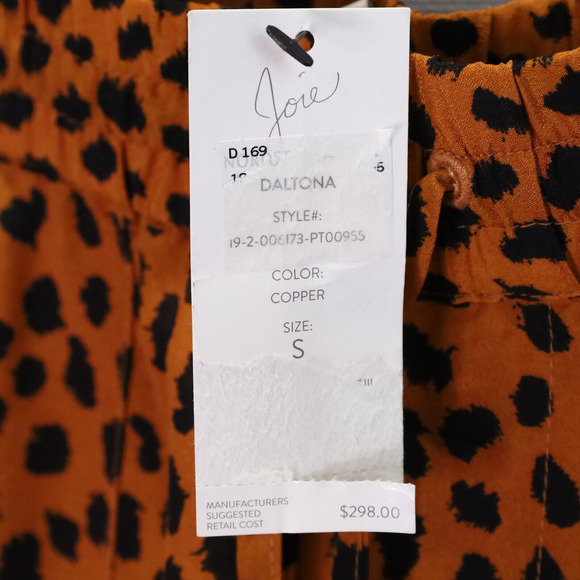 Joie
D 169
DALTONA
STYLE#:
19-2-006173-PT00955
COLOR:
COPPER
SIZE:
S
MANUFACTURERS
SUGGESTED
RETAIL COST
$298.00